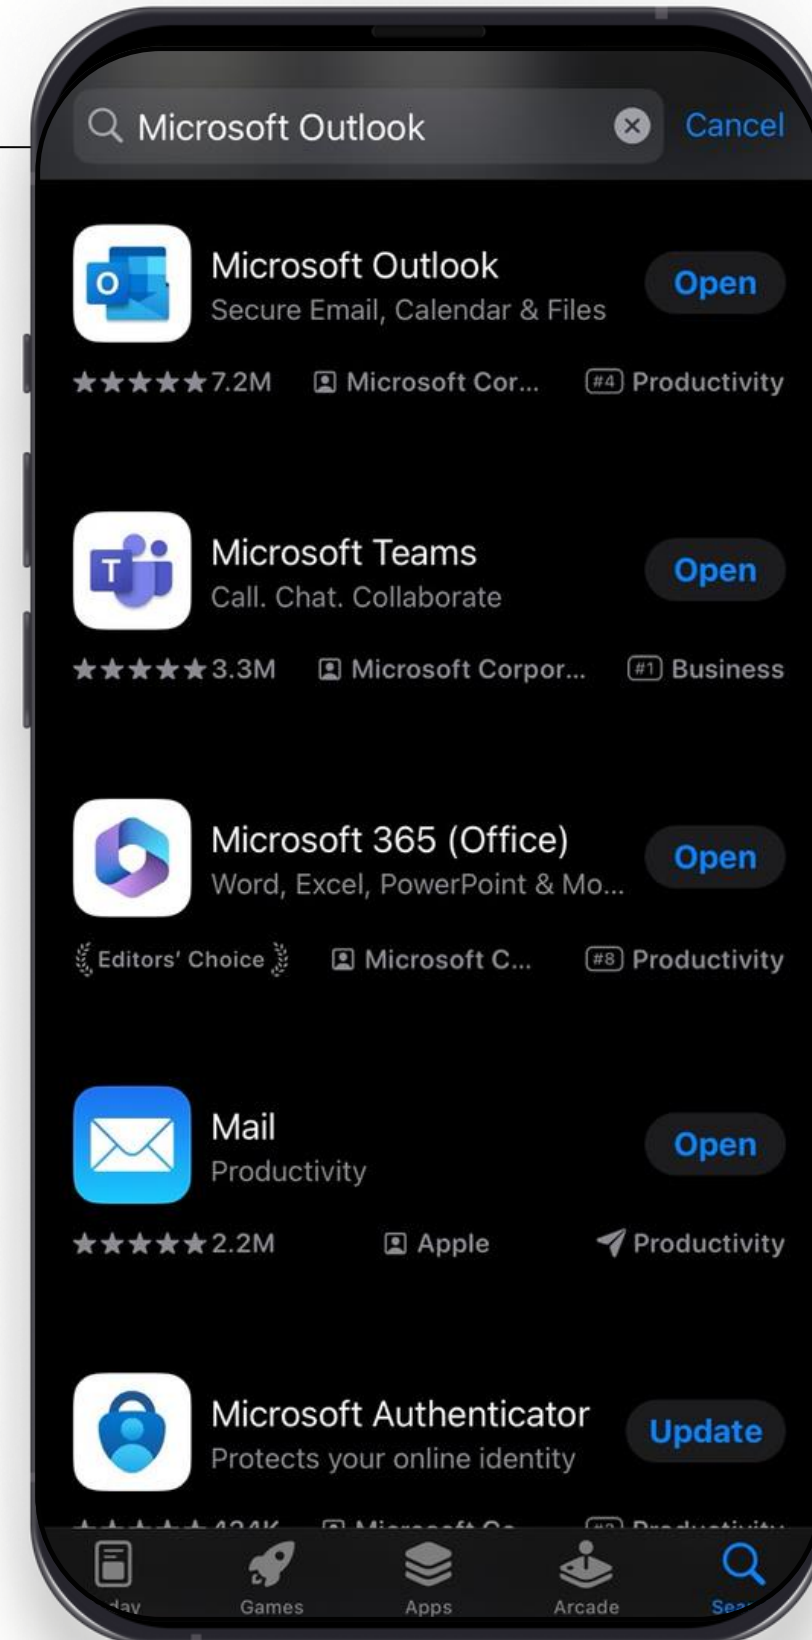 Microsoft Outlook
Cancel
Microsoft Outlook
Secure Email, Calendar & Files
Open
7.2M
Microsoft Cor...
#4 Productivity
Microsoft Teams
Call. Chat. Collaborate
Open
3.3M
Microsoft Corpor...
#1 Business
Microsoft 365 (Office)
Word, Excel, PowerPoint & Mo...
Open
Editors' Choice
Microsoft C...
#8 Productivity
Mail
Productivity
Open
2.2M
Apple
Productivity
Microsoft Authenticator
Protects your online identity
Update
Games
Apps
Arcade